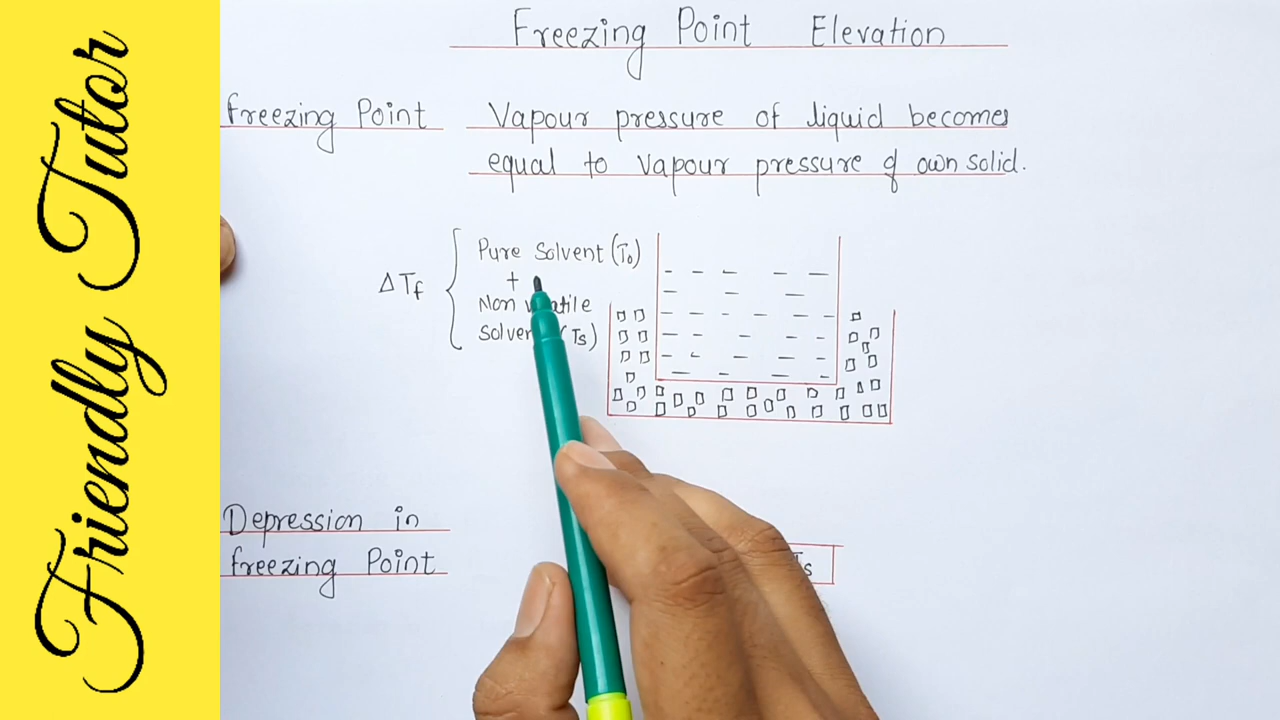 Friendly Tutor
Freezing Point Elevation
freezing Point Vapour pressure of liquid becomes
equal to vapour pressure of own solid.
ΔTf
Pure Solvent (T₀)
+
Non
(Ts)
Depression in
freezing Point